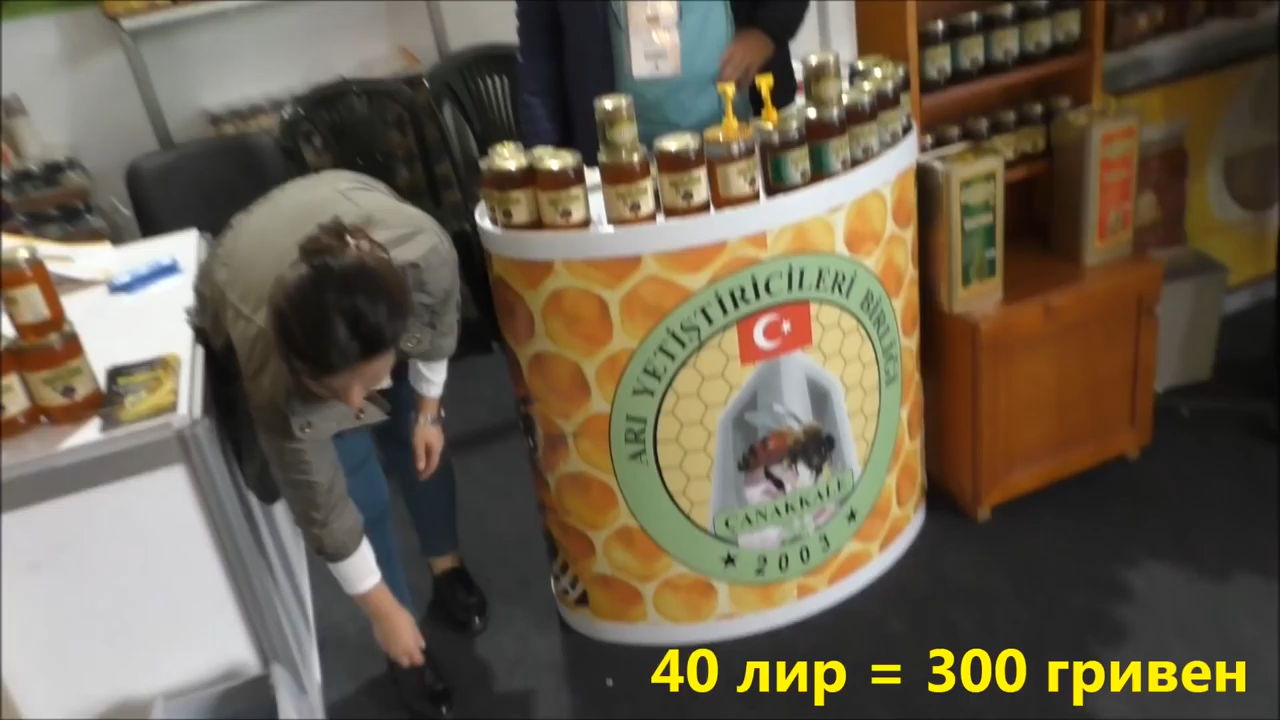 ARI YETİŞTİRİCİLERİ BİRLİĞİ
ÇANAKKALE
★ 2003 ★
40 лир = 300 гривен